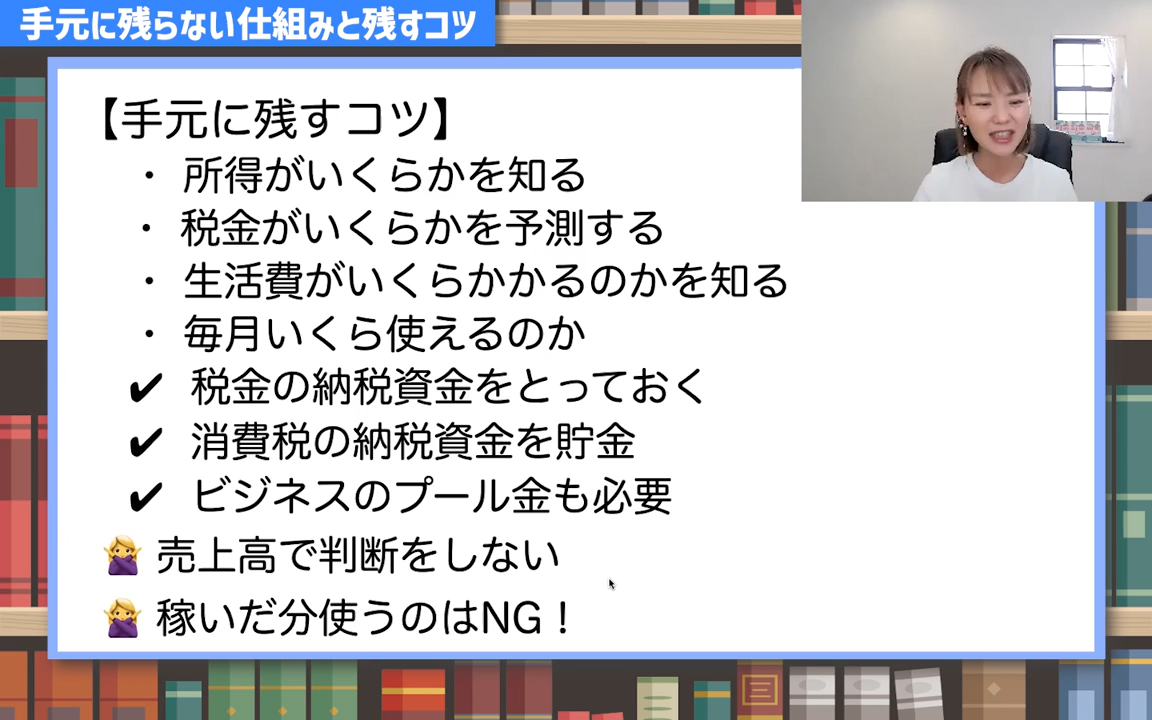 手元に残らない仕組みと残すコツ
【手元に残すコツ】
・ 所得がいくらかを知る
・ 税金がいくらかを予測する
・ 生活費がいくらかかるのかを知る
・ 毎月いくら使えるのか
✔ 税金の納税資金をとっておく
✔ 消費税の納税資金を貯金
✔ ビジネスのプール金も必要
🙅‍♀️ 売上高で判断をしない
🙅‍♀️ 稼いだ分使うのはNG！